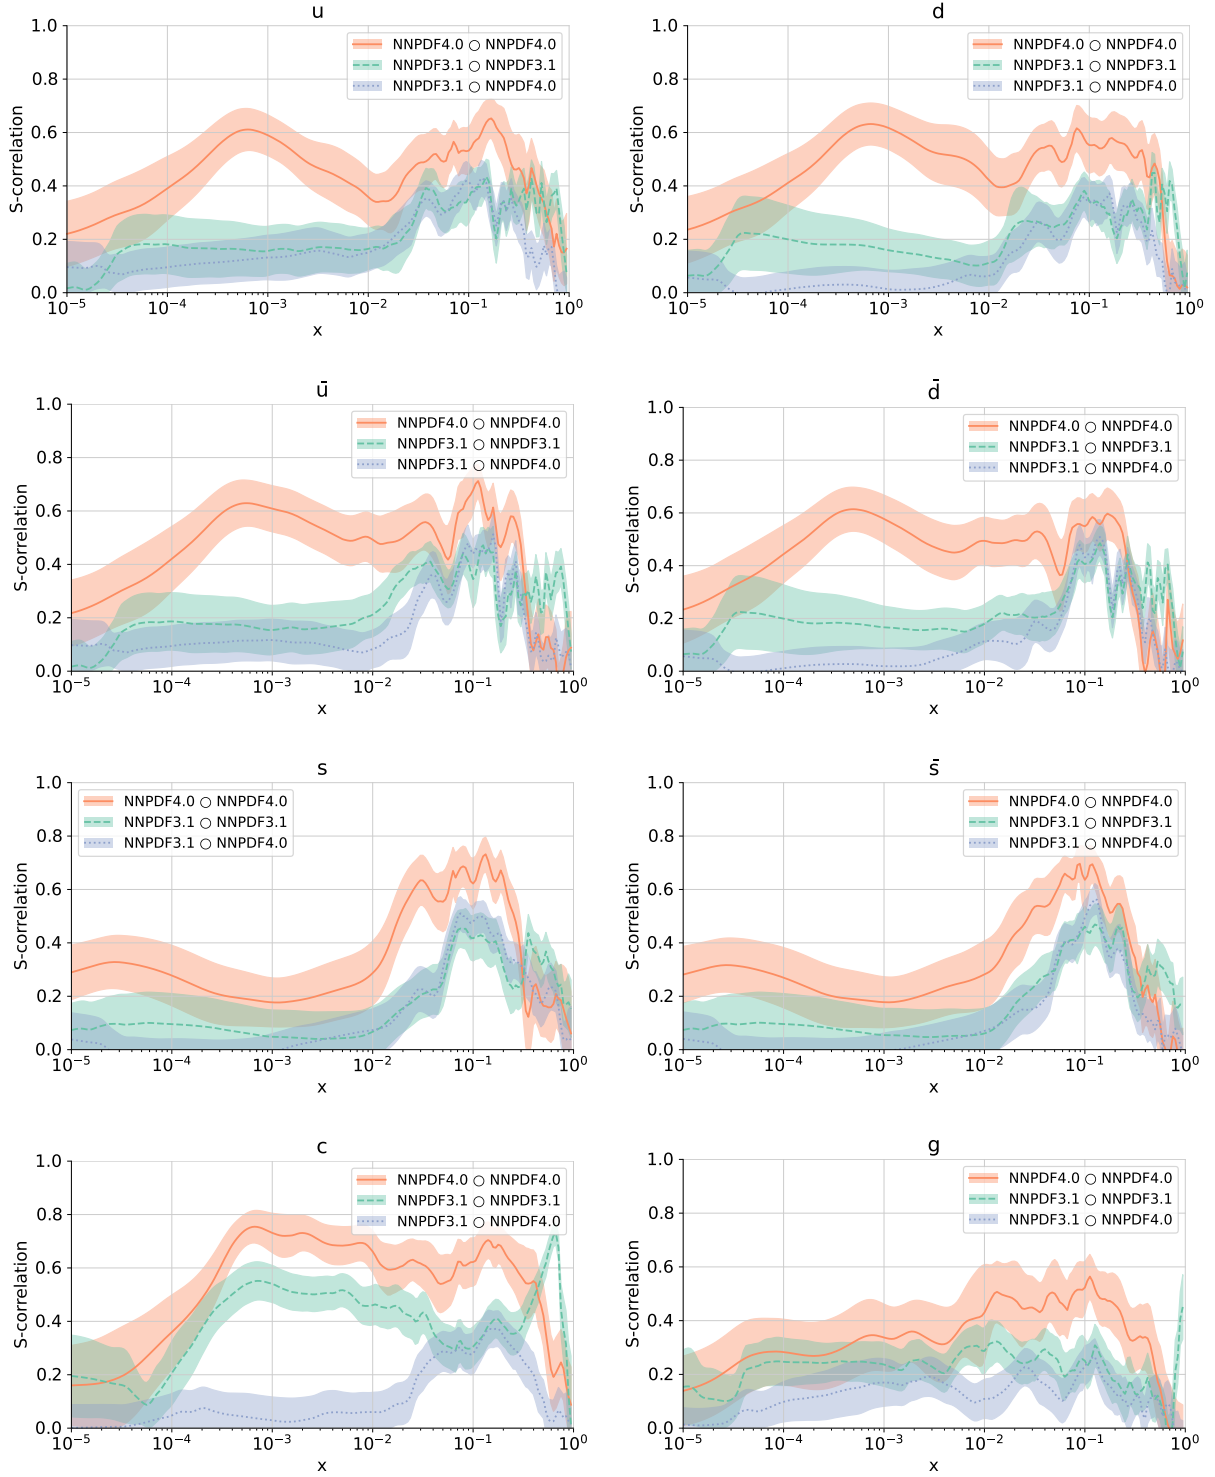 u
1.0
0.8
0.6
0.4
0.2
0.0
S-correlation
NNPDF4.0 ○ NNPDF4.0
NNPDF3.1 ○ NNPDF3.1
NNPDF3.1 ○ NNPDF4.0
10⁻⁵ 10⁻⁴ 10⁻³ 10⁻² 10⁻¹ 10⁰
x
d
1.0
0.8
0.6
0.4
0.2
0.0
S-correlation
NNPDF4.0 ○ NNPDF4.0
NNPDF3.1 ○ NNPDF3.1
NNPDF3.1 ○ NNPDF4.0
10⁻⁵ 10⁻⁴ 10⁻³ 10⁻² 10⁻¹ 10⁰
x
ū
1.0
0.8
0.6
0.4
0.2
0.0
S-correlation
NNPDF4.0 ○ NNPDF4.0
NNPDF3.1 ○ NNPDF3.1
NNPDF3.1 ○ NNPDF4.0
10⁻⁵ 10⁻⁴ 10⁻³ 10⁻² 10⁻¹ 10⁰
x
d̄
1.0
0.8
0.6
0.4
0.2
0.0
S-correlation
NNPDF4.0 ○ NNPDF4.0
NNPDF3.1 ○ NNPDF3.1
NNPDF3.1 ○ NNPDF4.0
10⁻⁵ 10⁻⁴ 10⁻³ 10⁻² 10⁻¹ 10⁰
x
s
1.0
0.8
0.6
0.4
0.2
0.0
S-correlation
NNPDF4.0 ○ NNPDF4.0
NNPDF3.1 ○ NNPDF3.1
NNPDF3.1 ○ NNPDF4.0
10⁻⁵ 10⁻⁴ 10⁻³ 10⁻² 10⁻¹ 10⁰
x
s̄
1.0
0.8
0.6
0.4
0.2
0.0
S-correlation
NNPDF4.0 ○ NNPDF4.0
NNPDF3.1 ○ NNPDF3.1
NNPDF3.1 ○ NNPDF4.0
10⁻⁵ 10⁻⁴ 10⁻³ 10⁻² 10⁻¹ 10⁰
x
c
1.0
0.8
0.6
0.4
0.2
0.0
S-correlation
NNPDF4.0 ○ NNPDF4.0
NNPDF3.1 ○ NNPDF3.1
NNPDF3.1 ○ NNPDF4.0
10⁻⁵ 10⁻⁴ 10⁻³ 10⁻² 10⁻¹ 10⁰
x
g
1.0
0.8
0.6
0.4
0.2
0.0
S-correlation
NNPDF4.0 ○ NNPDF4.0
NNPDF3.1 ○ NNPDF3.1
NNPDF3.1 ○ NNPDF4.0
10⁻⁵ 10⁻⁴ 10⁻³ 10⁻² 10⁻¹ 10⁰
x